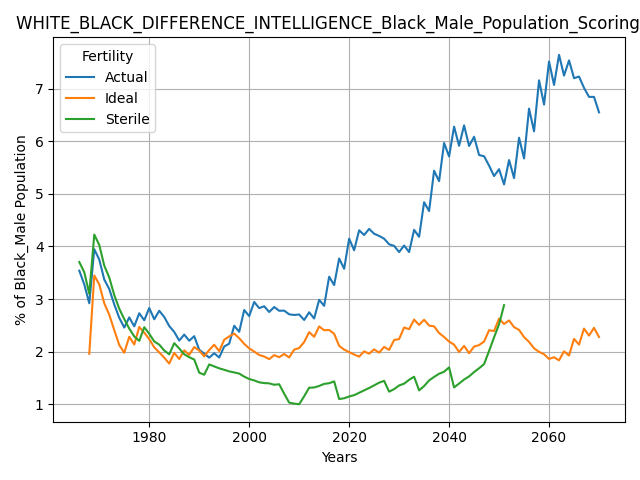 WHITE_BLACK_DIFFERENCE_INTELLIGENCE_Black_Male_Population_Scoring
Fertility
Actual
Ideal
Sterile
% of Black_Male Population
7
6
5
4
3
2
1
1980
2000
2020
2040
2060
Years